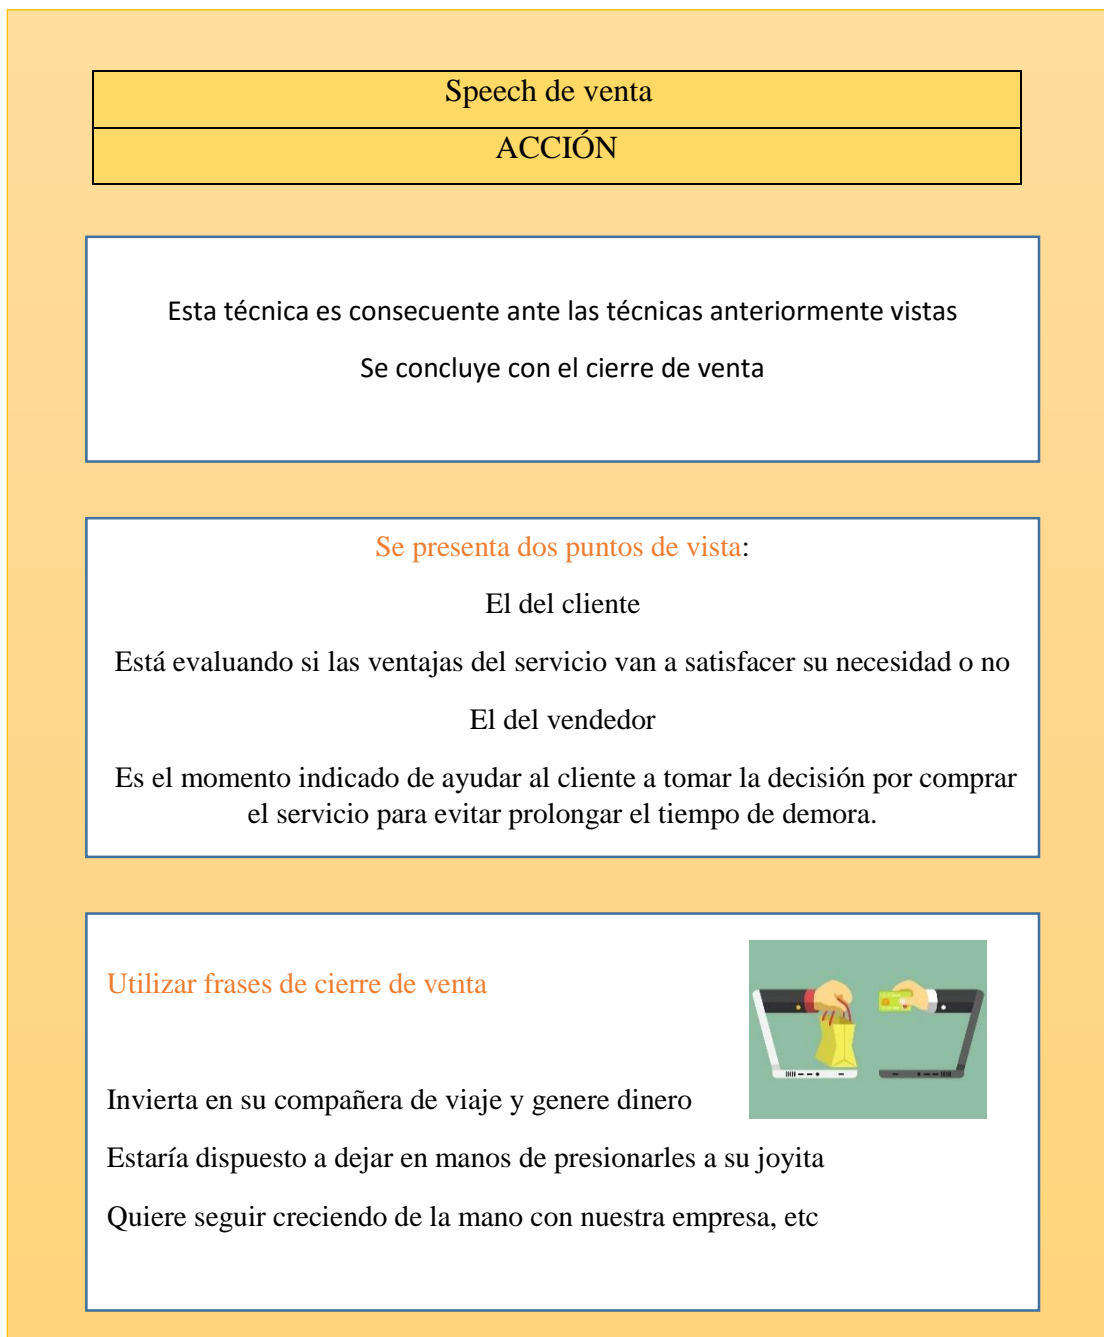 Speech de venta
ACCIÓN
Esta técnica es consecuente ante las técnicas anteriormente vistas
Se concluye con el cierre de venta
Se presenta dos puntos de vista:
El del cliente
Está evaluando si las ventajas del servicio van a satisfacer su necesidad o no
El del vendedor
Es el momento indicado de ayudar al cliente a tomar la decisión por comprar
el servicio para evitar prolongar el tiempo de demora.
Utilizar frases de cierre de venta
Invierta en su compañera de viaje y genere dinero
Estaría dispuesto a dejar en manos de presionarles a su joyita
Quiere seguir creciendo de la mano con nuestra empresa, etc